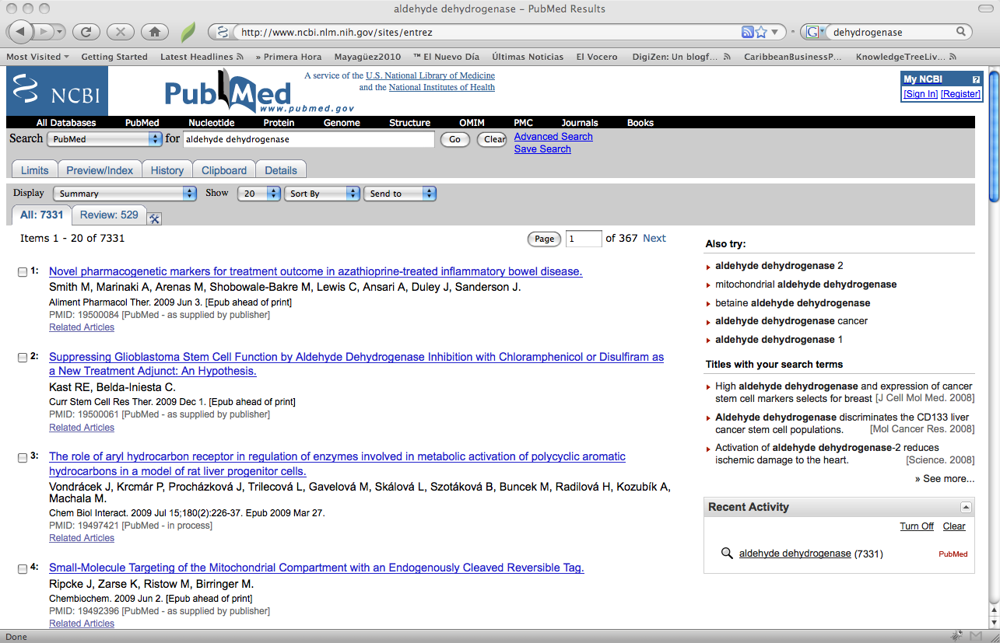 aldehyde dehydrogenase – PubMed Results
http://www.ncbi.nlm.nih.gov/sites/entrez
G
dehydrogenase
Most Visited Getting Started Latest Headlines » Primera Hora Mayagüez2010 ™ El Nuevo Día Últimas Noticias El Vocero DigiZen: Un blogf... CaribbeanBusinessP... KnowledgeTreeLiv...
NCBI
PubMed
www.pubmed.gov
A service of the U.S. National Library of Medicine
and the National Institutes of Health
My NCBI ?
[Sign In] [Register]
All Databases PubMed Nucleotide Protein Genome Structure OMIM PMC Journals Books
Search PubMed for aldehyde dehydrogenase Go Clear Advanced Search
Save Search
Limits Preview/Index History Clipboard Details
Display Summary Show 20 Sort By Send to
All: 7331 Review: 529
Items 1 - 20 of 7331
Page 1 of 367 Next
1: Novel pharmacogenetic markers for treatment outcome in azathioprine-treated inflammatory bowel disease.
Smith M, Marinaki A, Arenas M, Shobowale-Bakre M, Lewis C, Ansari A, Duley J, Sanderson J.
Aliment Pharmacol Ther. 2009 Jun 3. [Epub ahead of print]
PMID: 19500084 [PubMed - as supplied by publisher]
Related Articles
2: Suppressing Glioblastoma Stem Cell Function by Aldehyde Dehydrogenase Inhibition with Chloramphenicol or Disulfiram as
a New Treatment Adjunct: An Hypothesis.
Kast RE, Belda-Iniesta C.
Curr Stem Cell Res Ther. 2009 Dec 1. [Epub ahead of print]
PMID: 19500061 [PubMed - as supplied by publisher]
Related Articles
3: The role of aryl hydrocarbon receptor in regulation of enzymes involved in metabolic activation of polycyclic aromatic
hydrocarbons in a model of rat liver progenitor cells.
Vondrácek J, Krcmár P, Procházková J, Trilecová L, Gavelová M, Skálová L, Szotáková B, Buncek M, Radilová H, Kozubík A,
Machala M.
Chem Biol Interact. 2009 Jul 15;180(2):226-37. Epub 2009 Mar 27.
PMID: 19497421 [PubMed - in process]
Related Articles
4: Small-Molecule Targeting of the Mitochondrial Compartment with an Endogenously Cleaved Reversible Tag.
Ripcke J, Zarse K, Ristow M, Birringer M.
Chembiochem. 2009 Jun 2. [Epub ahead of print]
PMID: 19492396 [PubMed - as supplied by publisher]
Related Articles
Also try:
aldehyde dehydrogenase 2
mitochondrial aldehyde dehydrogenase
betaine aldehyde dehydrogenase
aldehyde dehydrogenase cancer
aldehyde dehydrogenase 1
Titles with your search terms
High aldehyde dehydrogenase and expression of cancer
stem cell markers selects for breast [J Cell Mol Med. 2008]
Aldehyde dehydrogenase discriminates the CD133 liver
cancer stem cell populations. [Mol Cancer Res. 2008]
Activation of aldehyde dehydrogenase-2 reduces
ischemic damage to the heart. [Science. 2008]
» See more...
Recent Activity
Turn Off Clear
aldehyde dehydrogenase (7331) PubMed
Done